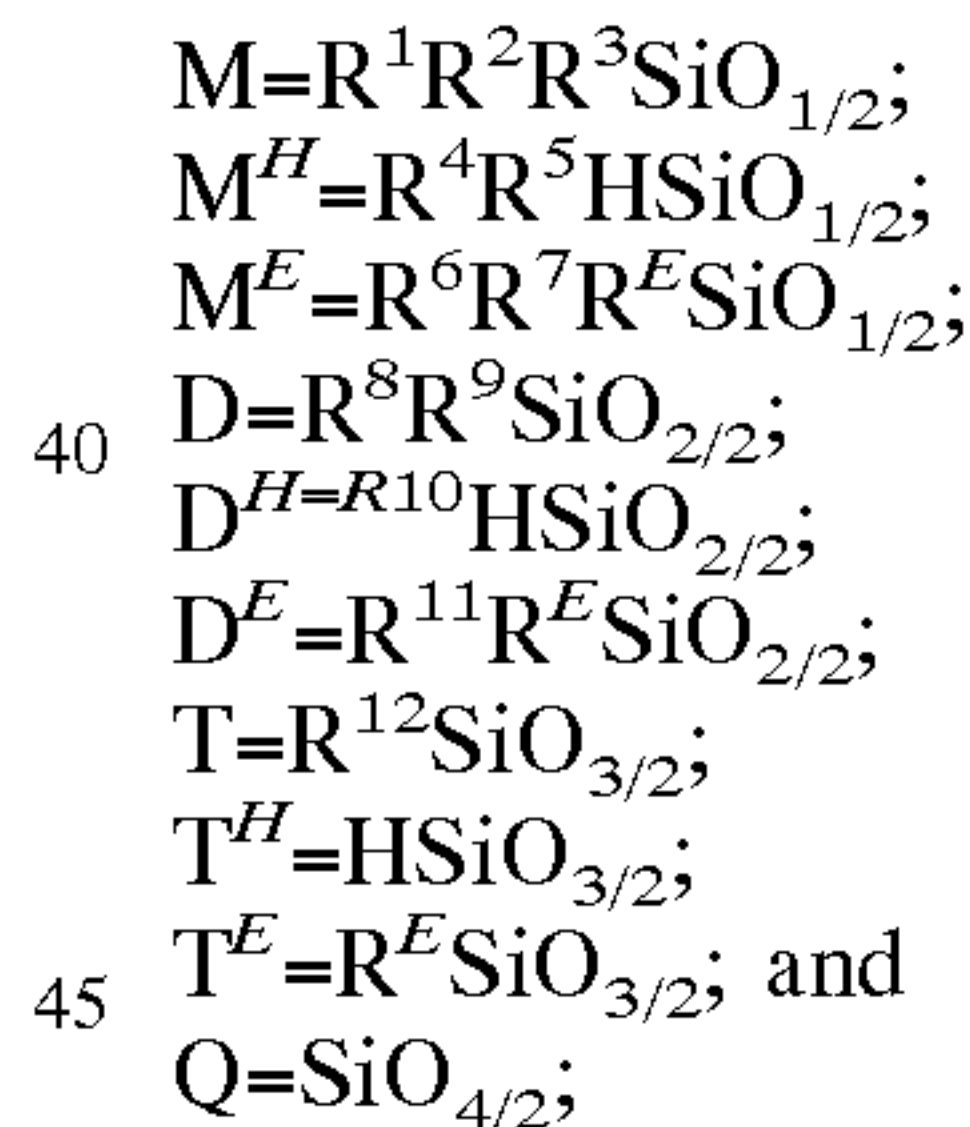 M=R¹R²R³SiO₁/₂;
Mᴴ=R⁴R⁵HSiO₁/₂;
Mᴱ=R⁶R⁷RᴱSiO₁/₂;
40 D=R⁸R⁹SiO₂/₂;
Dᴴ⁼ᴿ¹⁰HSiO₂/₂;
Dᴱ=R¹¹RᴱSiO₂/₂;
T=R¹²SiO₃/₂;
Tᴴ=HSiO₃/₂;
45 Tᴱ=RᴱSiO₃/₂; and
Q=SiO₄/₂;